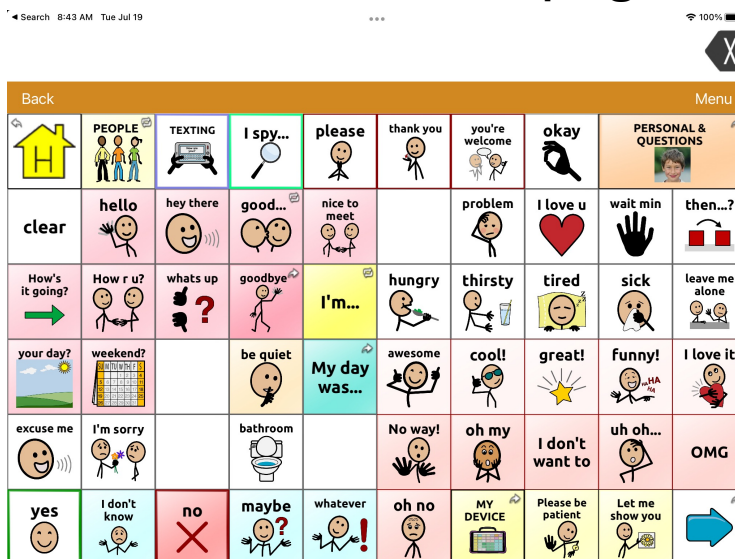 Search 8:43 AM Tue Jul 19 100%
Back Menu
H
PEOPLE
TEXTING
I spy...
please
thank you
you're
welcome
okay
PERSONAL &
QUESTIONS
clear
hello
hey there
good...
nice to
meet
problem
I love u
wait min
then...?
How's
it going?
How r u?
whats up
goodbye
I'm...
hungry
thirsty
tired
sick
leave me
alone
your day?
weekend?
be quiet
My day
was...
awesome
cool!
great!
funny!
HA HA
HA
I love it
excuse me
I'm sorry
bathroom
No way!
oh my
I don't
want to
uh oh...
OMG
yes
I don't
know
no
maybe
whatever
oh no
MY
DEVICE
Please be
patient
Let me
show you